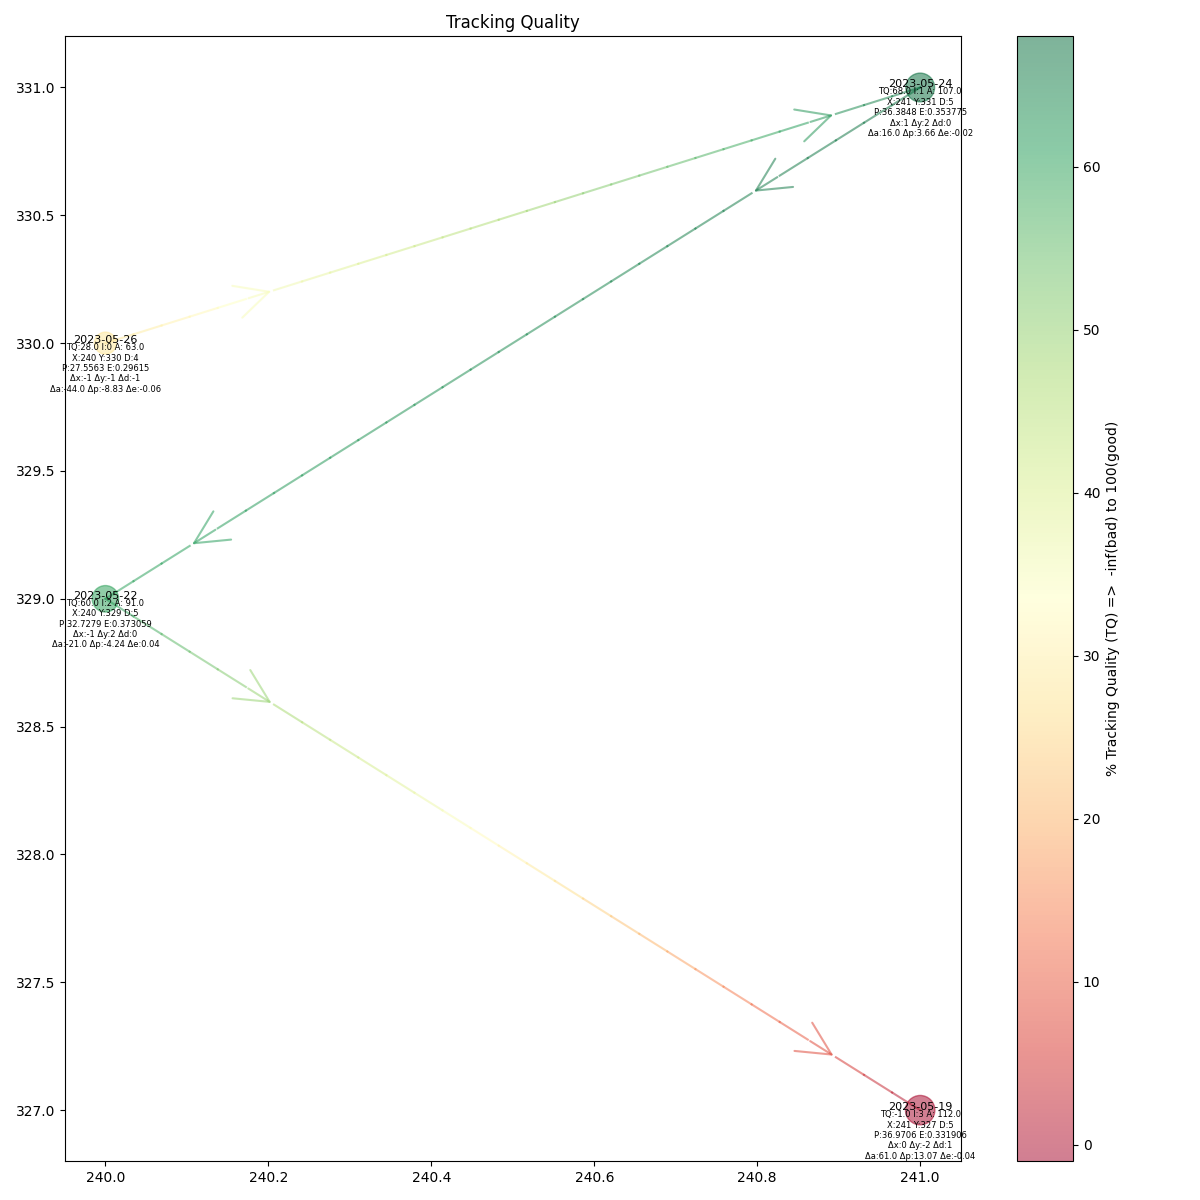 Tracking Quality
331.0
330.5
330.0
329.5
329.0
328.5
328.0
327.5
327.0
240.0 240.2 240.4 240.6 240.8 241.0
2023-05-24
TQ:68.0 I:1 A: 107.0
X:241 Y:331 D:5
P:36.3848 E:0.353775
Δx:1 Δy:2 Δd:0
Δa:16.0 Δp:3.66 Δe:-0.02
2023-05-26
TQ:28.0 I:0 A: 63.0
X:240 Y:330 D:4
P:27.5563 E:0.29615
Δx:-1 Δy:-1 Δd:-1
Δa:-44.0 Δp:-8.83 Δe:-0.06
2023-05-22
TQ:60.0 I:2 A: 91.0
X:240 Y:329 D:5
P:32.7279 E:0.373059
Δx:-1 Δy:2 Δd:0
Δa:-21.0 Δp:-4.24 Δe:0.04
2023-05-19
TQ:-1.0 I:3 A: 112.0
X:241 Y:327 D:5
P:36.9706 E:0.331906
Δx:0 Δy:-2 Δd:1
Δa:61.0 Δp:13.07 Δe:-0.04
60
50
40
30
20
10
0
% Tracking Quality (TQ) => -inf(bad) to 100(good)